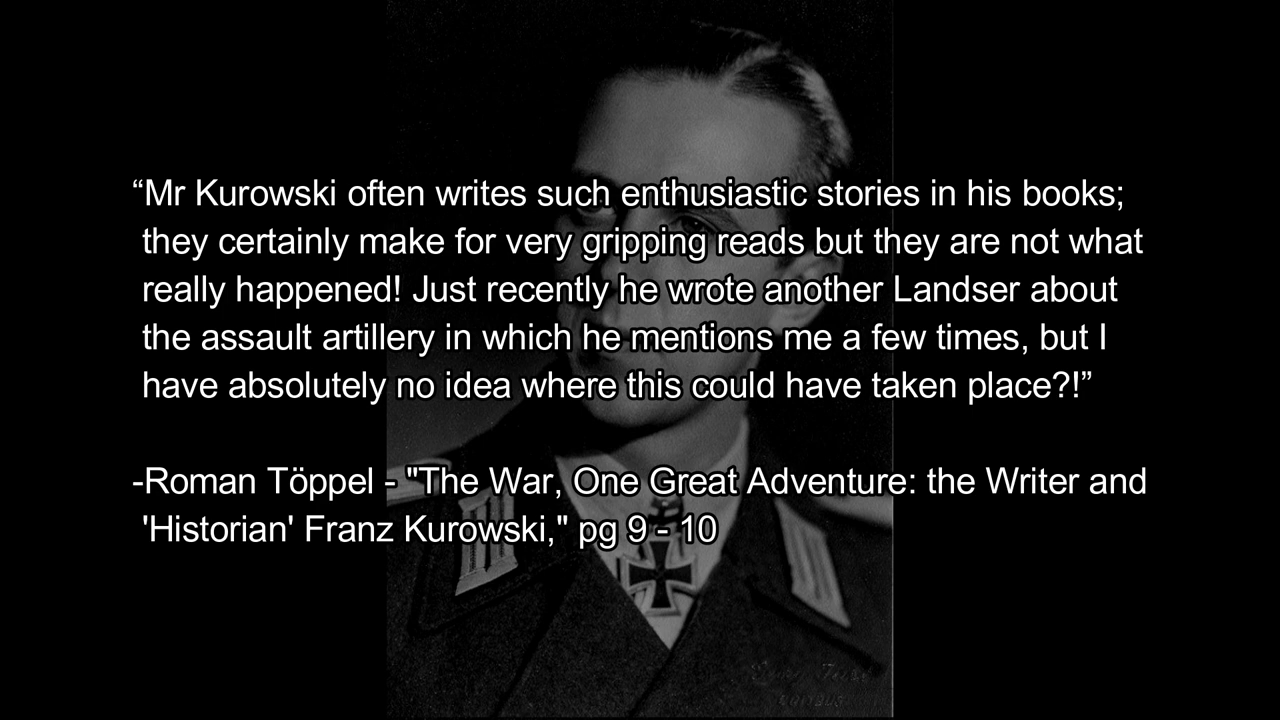 “Mr Kurowski often writes such enthusiastic stories in his books;
they certainly make for very gripping reads but they are not what
really happened! Just recently he wrote another Landser about
the assault artillery in which he mentions me a few times, but I
have absolutely no idea where this could have taken place?!”
-Roman Töppel - "The War, One Great Adventure: the Writer and
'Historian' Franz Kurowski," pg 9 - 10